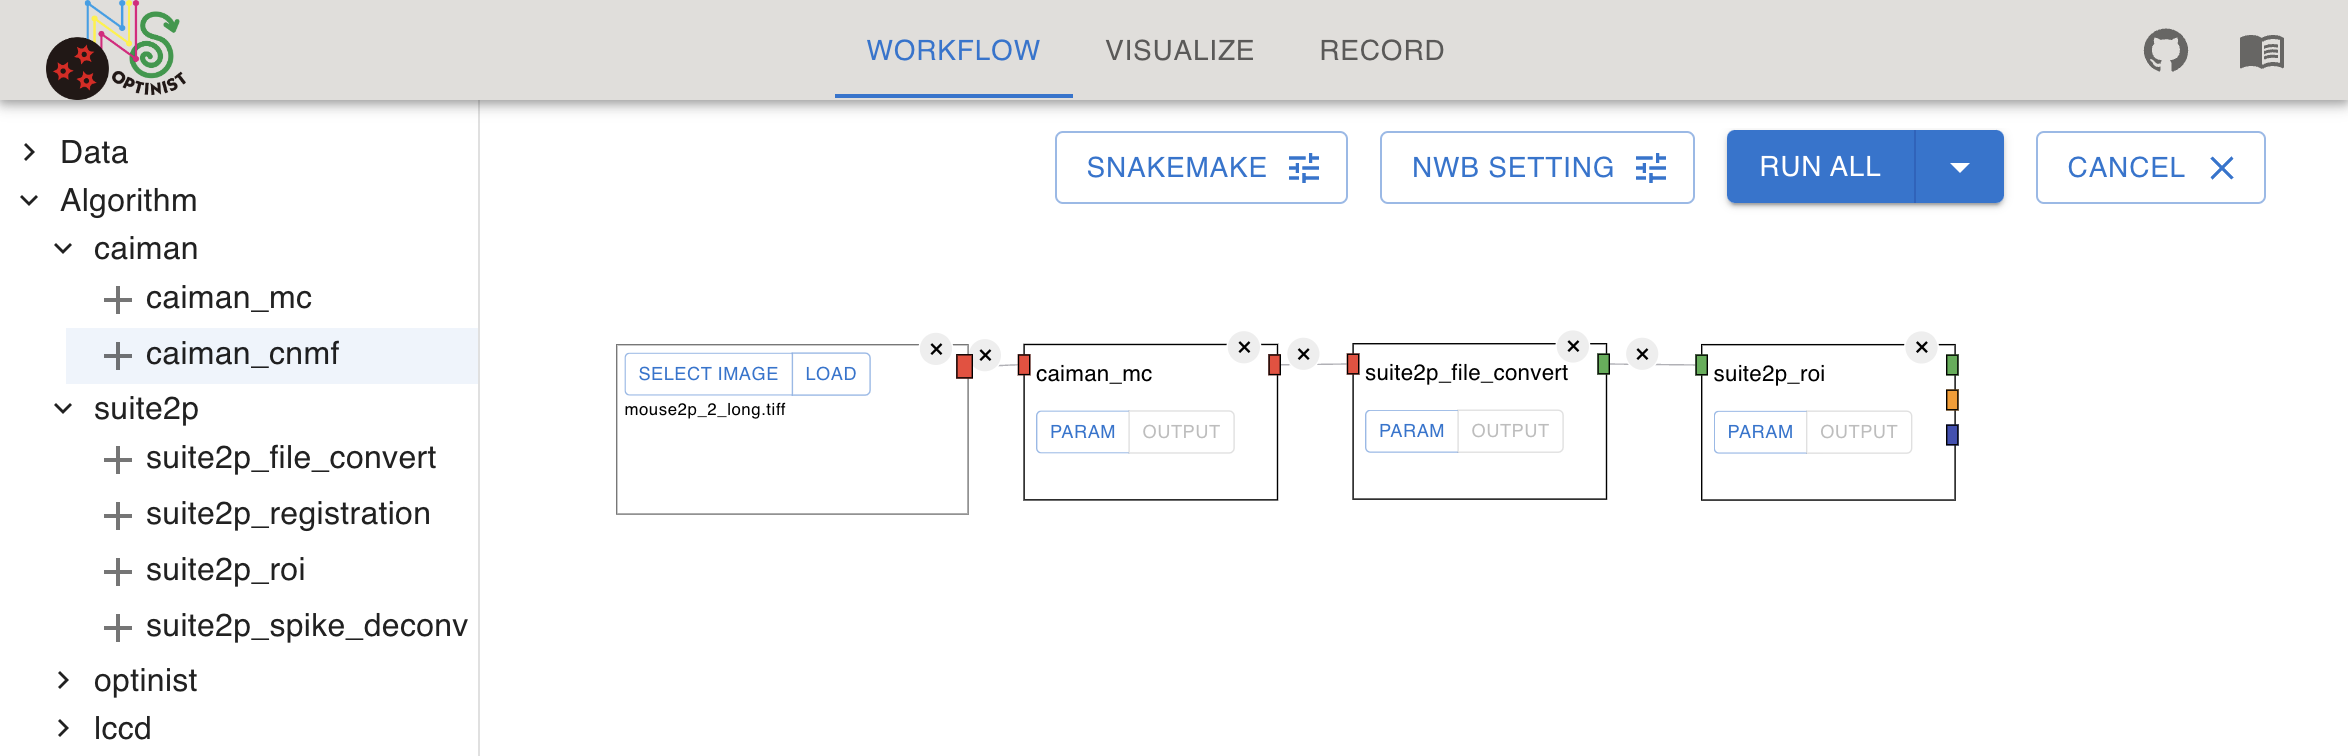 OPTINIST
WORKFLOW
VISUALIZE
RECORD
Data
Algorithm
caiman
caiman_mc
caiman_cnmf
suite2p
suite2p_file_convert
suite2p_registration
suite2p_roi
suite2p_spike_deconv
optinist
lccd
SNAKEMAKE
NWB SETTING
RUN ALL
CANCEL
SELECT IMAGE
LOAD
mouse2p_2_long.tiff
caiman_mc
PARAM
OUTPUT
suite2p_file_convert
PARAM
OUTPUT
suite2p_roi
PARAM
OUTPUT